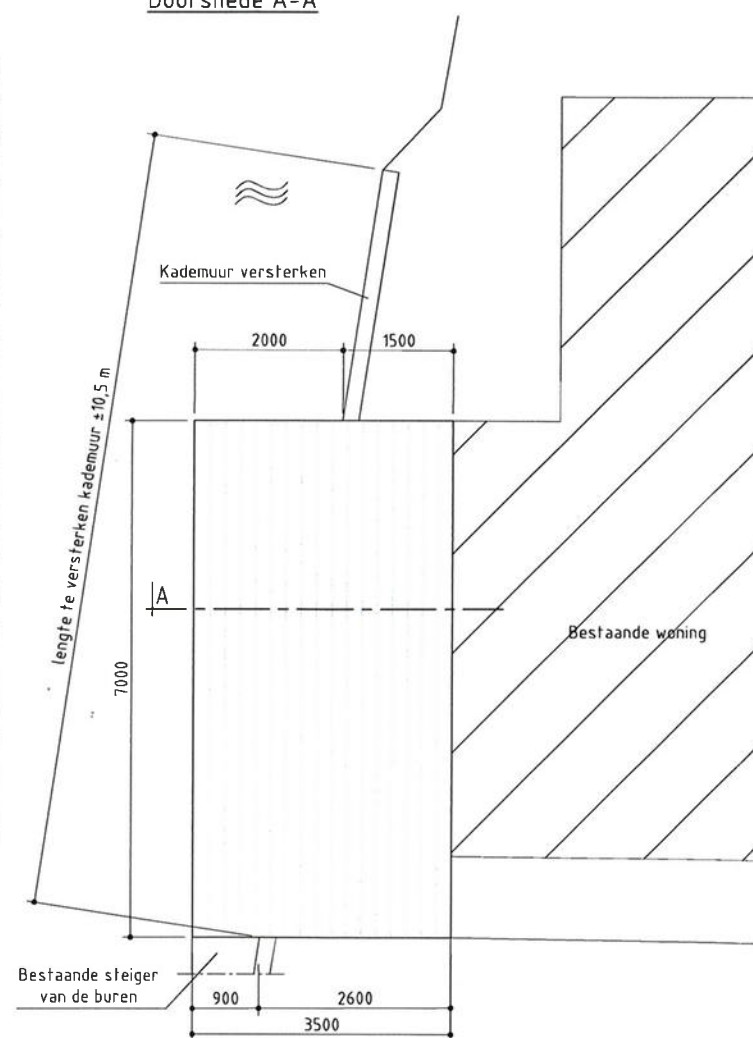 Doorsnede A-A
Kademuur versterken
2000
1500
lengte te versterken kademuur ±10,5 m
A
7000
Bestaande woning
Bestaande steiger
van de buren
900
2600
3500